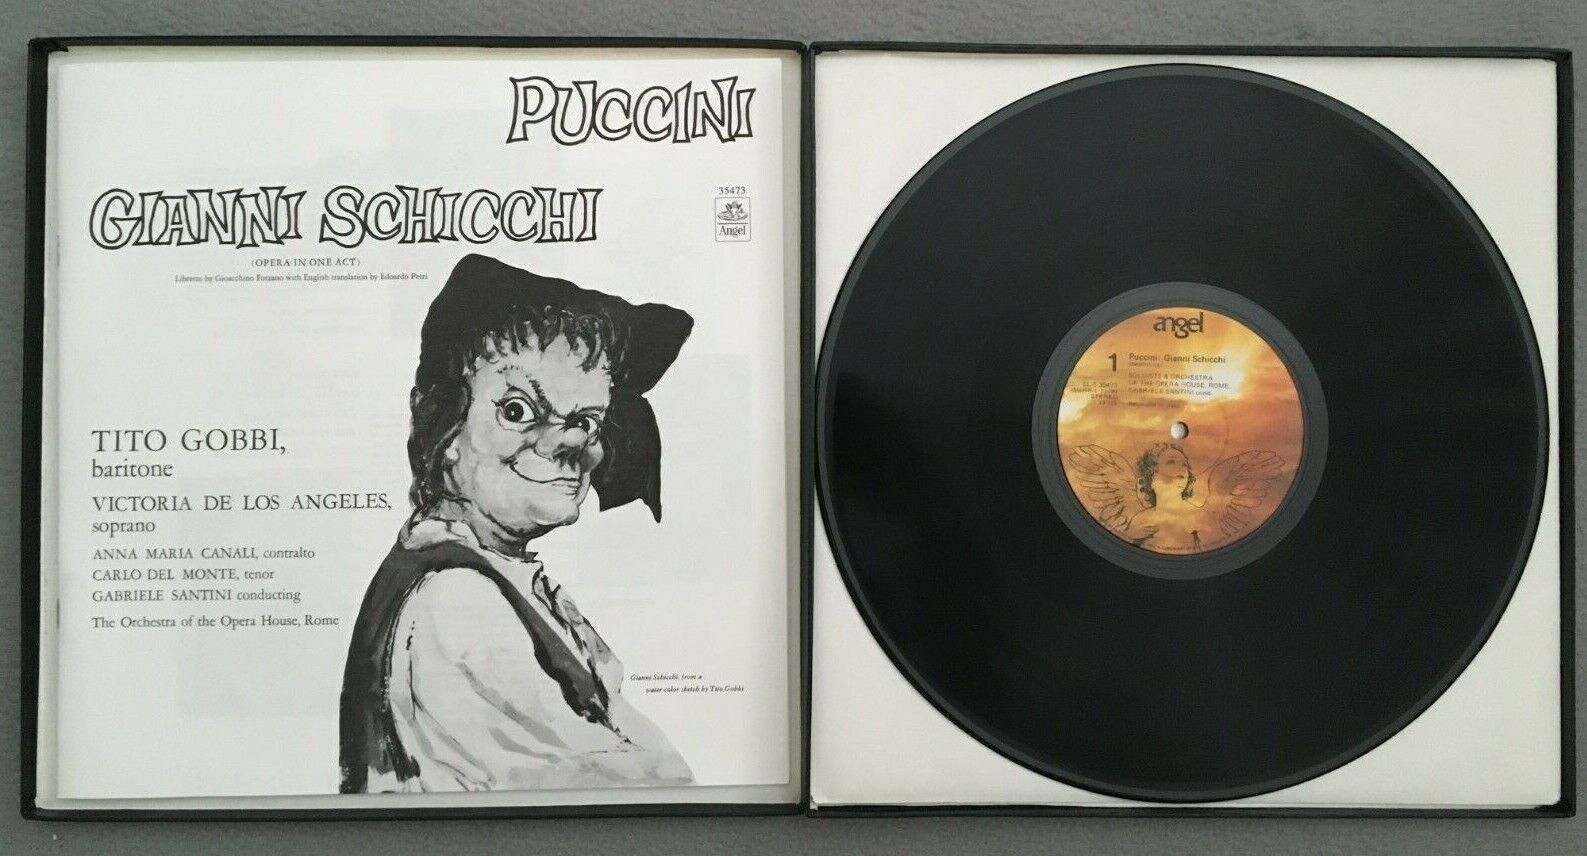 PUCCINI
GIANNI SCHICCHI
35473
Angel
(OPERA IN ONE ACT)
Libretto by Gioacchino Forzano with English translation by Edoardo Petri
TITO GOBBI,
baritone
VICTORIA DE LOS ANGELES,
soprano
ANNA MARIA CANALI, contralto
CARLO DEL MONTE, tenor
GABRIELE SANTINI conducting
The Orchestra of the Opera House, Rome
Gianni Schicchi, from a
water-color sketch by Tito Gobbi
angel
1
Puccini: Gianni Schicchi
SOLOISTS & ORCHESTRA
OF THE OPERA HOUSE, ROME,
GABRIELE SANTINI cond.
STEREO